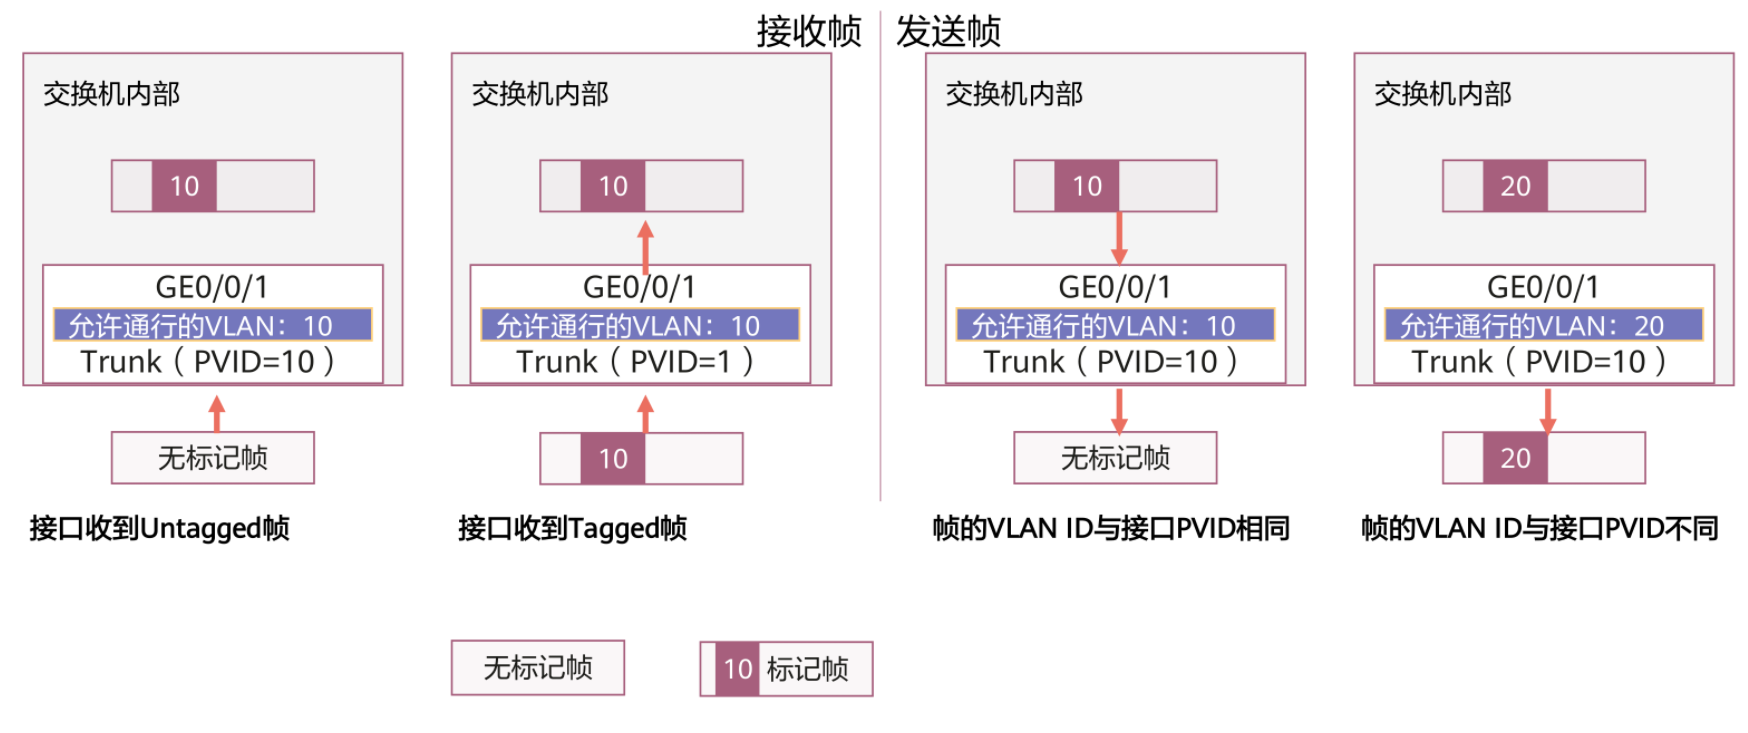 接收帧
发送帧
交换机内部
10
GE0/0/1
允许通行的VLAN：10
Trunk（PVID=10）
无标记帧
接口收到Untagged帧
交换机内部
10
GE0/0/1
允许通行的VLAN：10
Trunk（PVID=1）
10
接口收到Tagged帧
交换机内部
10
GE0/0/1
允许通行的VLAN：10
Trunk（PVID=10）
无标记帧
帧的VLAN ID与接口PVID相同
交换机内部
20
GE0/0/1
允许通行的VLAN：20
Trunk（PVID=10）
20
帧的VLAN ID与接口PVID不同
无标记帧
10 标记帧